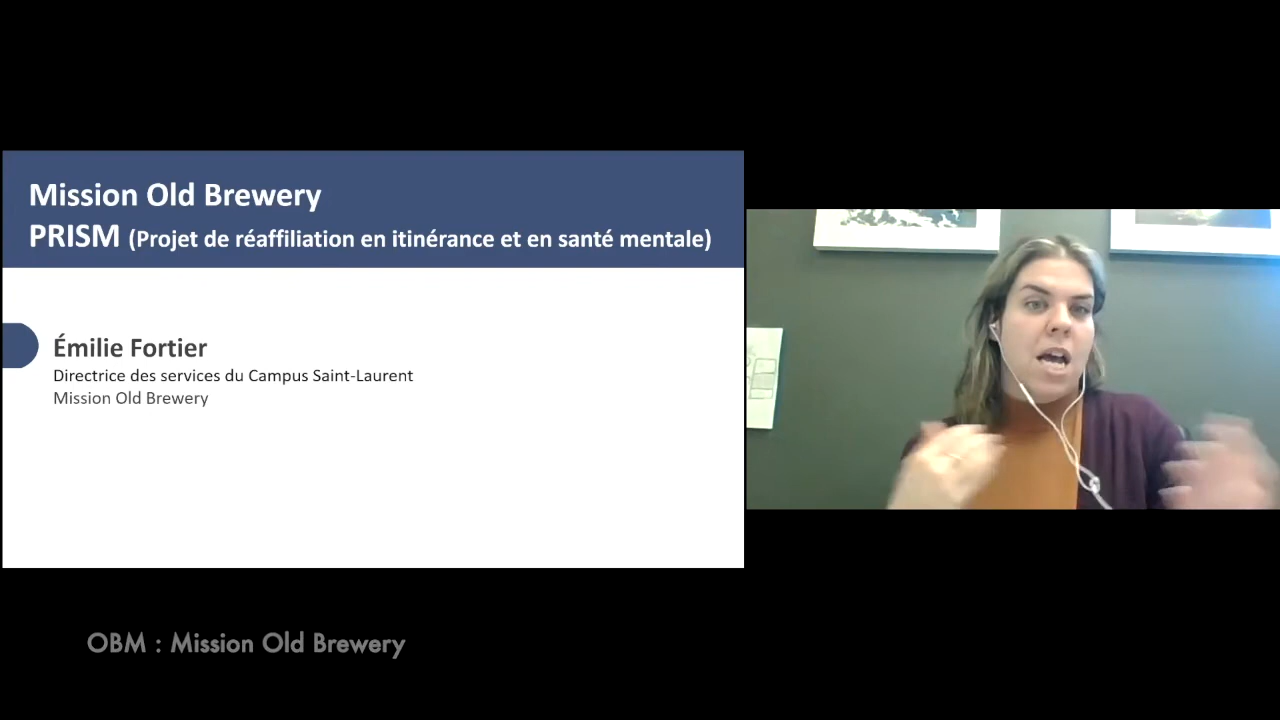 Mission Old Brewery
PRISM (Projet de réaffiliation en itinérance et en santé mentale)
Émilie Fortier
Directrice des services du Campus Saint-Laurent
Mission Old Brewery
OBM : Mission Old Brewery